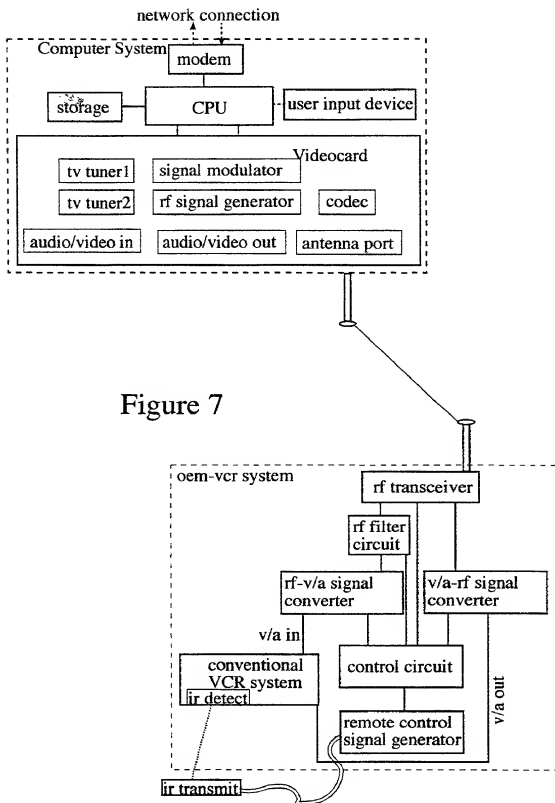 network connection
Computer System
modem
storage
CPU
user input device
Videocard
tv tuner1
signal modulator
tv tuner2
rf signal generator
codec
audio/video in
audio/video out
antenna port
Figure 7
oem-vcr system
rf transceiver
rf filter
circuit
rf-v/a signal
converter
v/a-rf signal
converter
v/a in
conventional
VCR system
ir detect
control circuit
v/a out
remote control
signal generator
ir transmit